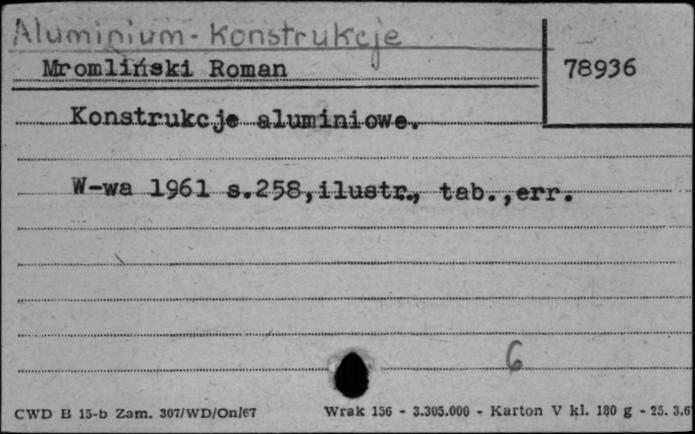 Aluminium - Konstrukcje
Mromliński Roman
78936
Konstrukcje aluminiowe.
W-wa 1961 s.258,ilustr., tab.,err.
6
CWD B 15-b Zam. 307/WD/On/67 Wrak 156 - 3.305.000 - Karton V kl. 180 g - 25. 3.6